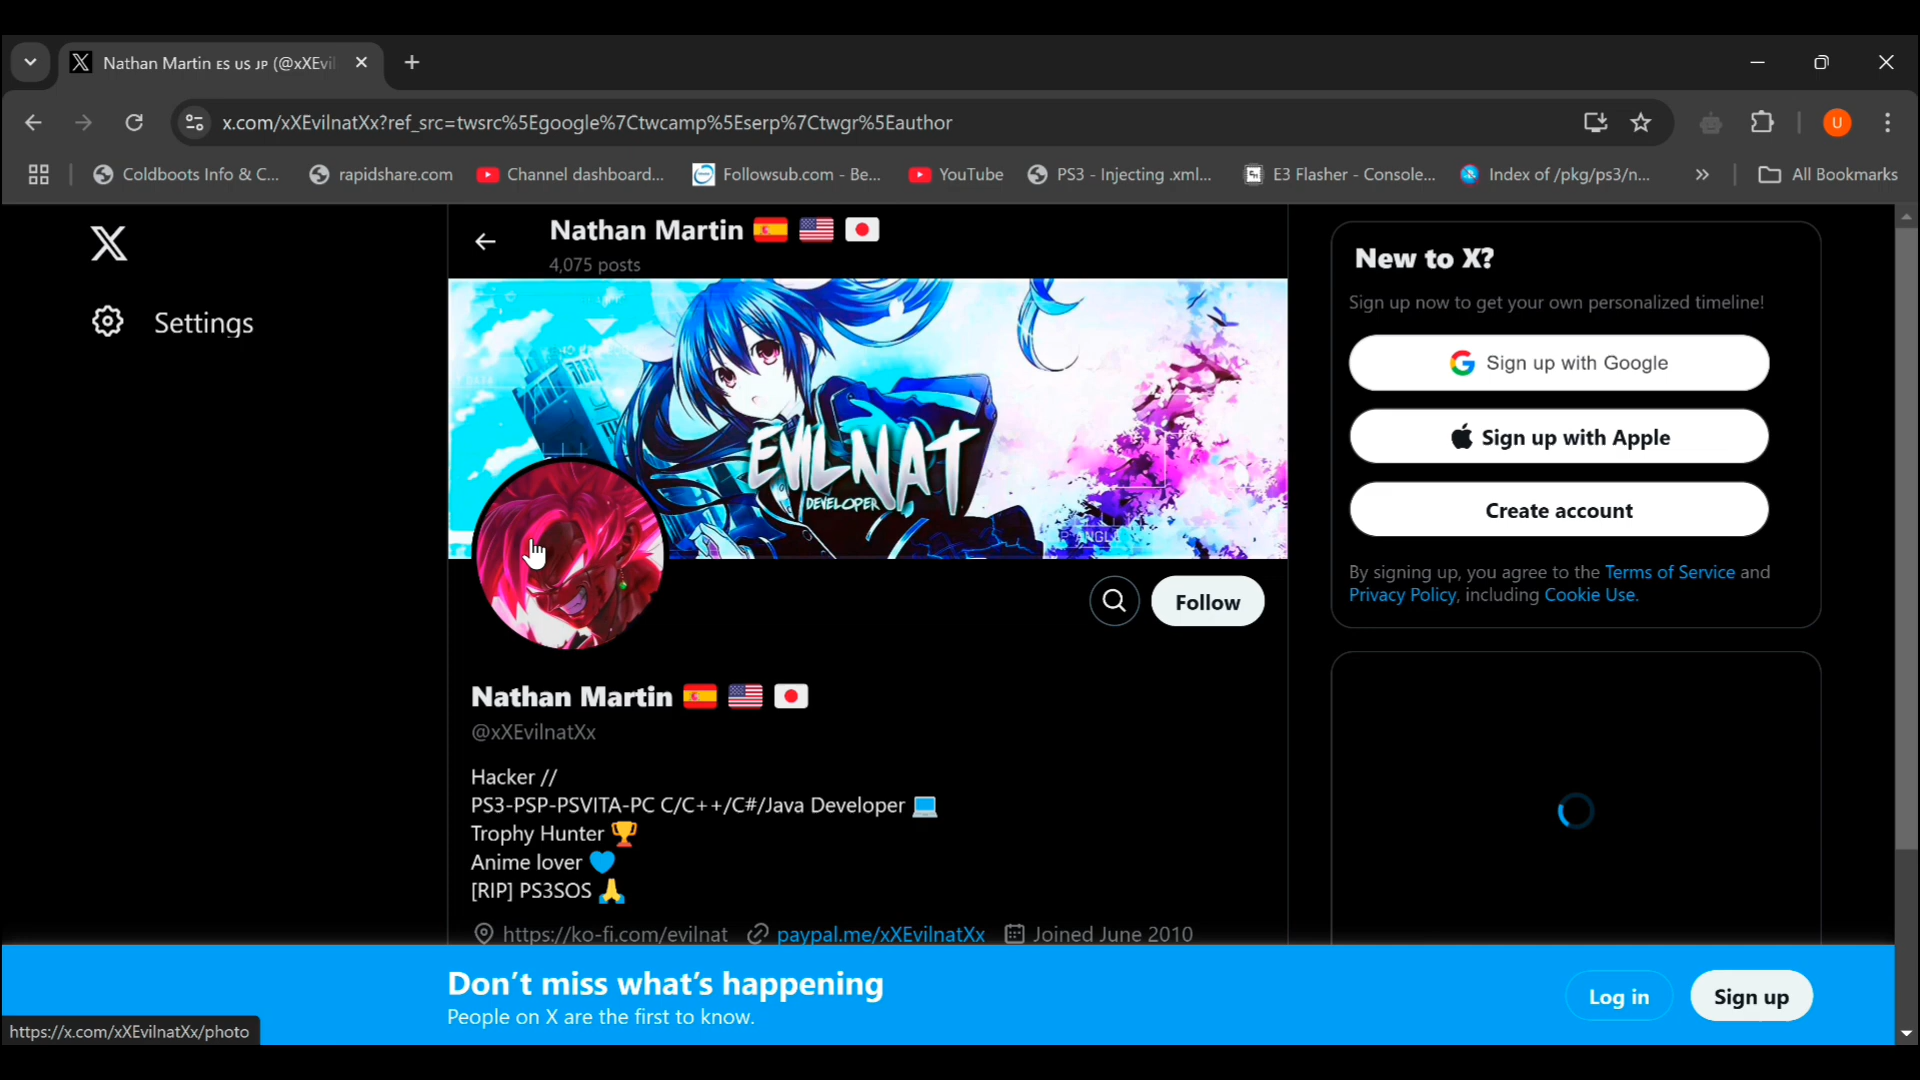 Nathan Martin ES US JP (@xXEvil
x.com/xXEvilnatXx?ref_src=twsrc%5Egoogle%7Ctwcamp%5Eserp%7Ctwgr%5Eauthor
U
Coldboots Info & C...
rapidshare.com
Channel dashboard...
Followsub.com - Be...
YouTube
PS3 - Injecting .xml...
E3 Flasher - Console...
Index of /pkg/ps3/n...
All Bookmarks
Settings
Nathan Martin 🇪🇸 🇺🇸 🇯🇵
4,075 posts
EVILNAT
DEVELOPER
Follow
Nathan Martin 🇪🇸 🇺🇸 🇯🇵
@xXEvilnatXx
Hacker //
PS3-PSP-PSVITA-PC C/C++/C#/Java Developer 💻
Trophy Hunter 🏆
Anime lover 💙
[RIP] PS3SOS 🙏
https://ko-fi.com/evilnat paypal.me/xXEvilnatXx Joined June 2010
New to X?
Sign up now to get your own personalized timeline!
Sign up with Google
Sign up with Apple
Create account
By signing up, you agree to the Terms of Service and
Privacy Policy, including Cookie Use.
Don’t miss what’s happening
People on X are the first to know.
Log in
Sign up
https://x.com/xXEvilnatXx/photo